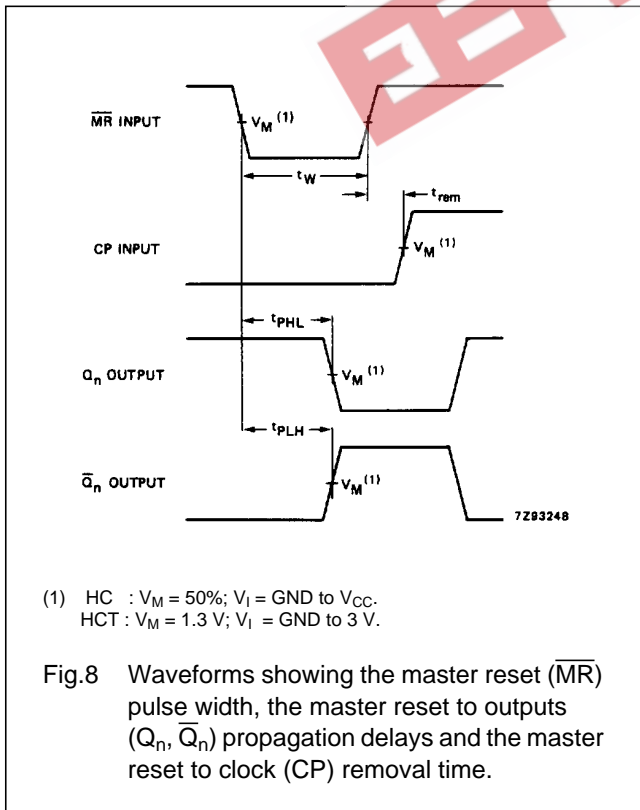 M̅R̅ INPUT
V_M (1)
t_W
t_rem
CP INPUT
V_M (1)
t_PHL
Q_n OUTPUT
V_M (1)
t_PLH
Q̅_n OUTPUT
V_M (1)
7Z93248
(1) HC : V_M = 50%; V_I = GND to V_CC.
HCT : V_M = 1.3 V; V_I = GND to 3 V.
Fig.8 Waveforms showing the master reset (M̅R̅)
pulse width, the master reset to outputs
(Q_n, Q̅_n) propagation delays and the master
reset to clock (CP) removal time.